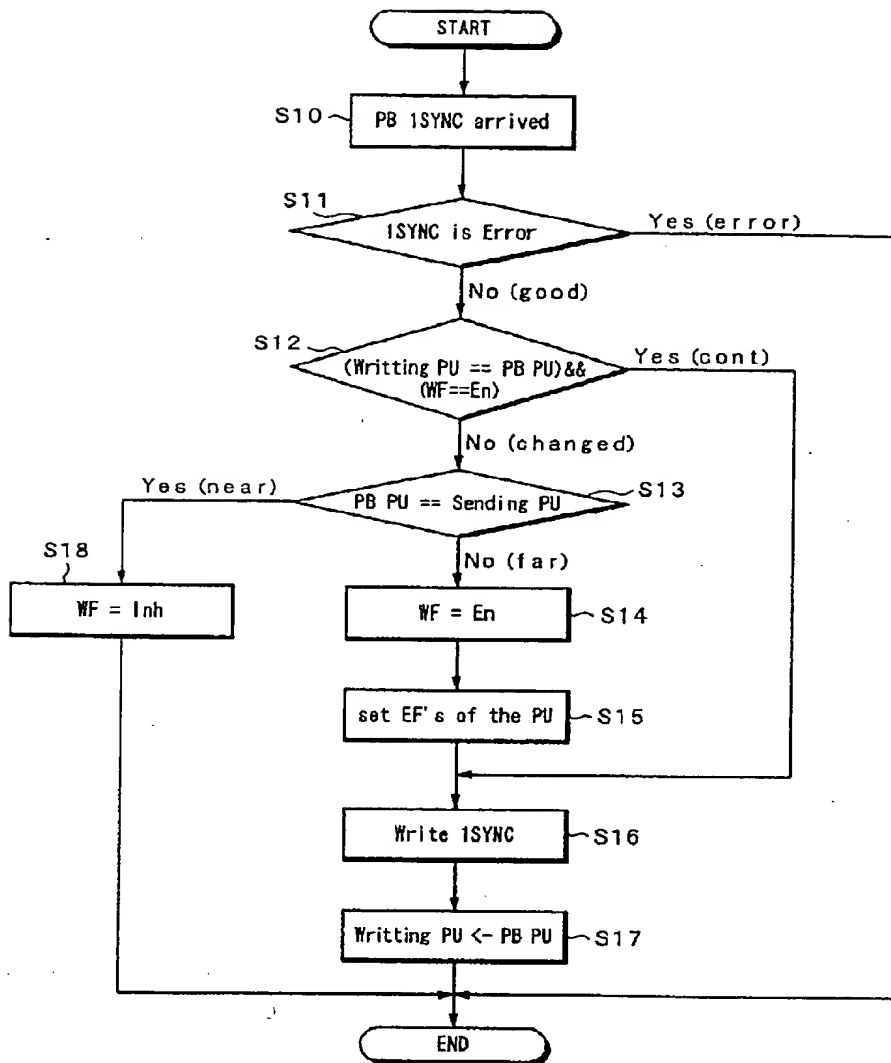 START
S10
PB 1SYNC arrived
S11
1SYNC is Error
Yes (error)
No (good)
S12
(Writting PU == PB PU)&&
(WF==En)
Yes (cont)
No (changed)
Yes (near)
PB PU == Sending PU
S13
No (far)
S18
WF = Inh
WF = En
S14
set EF's of the PU
S15
Write 1SYNC
S16
Writting PU <- PB PU
S17
END